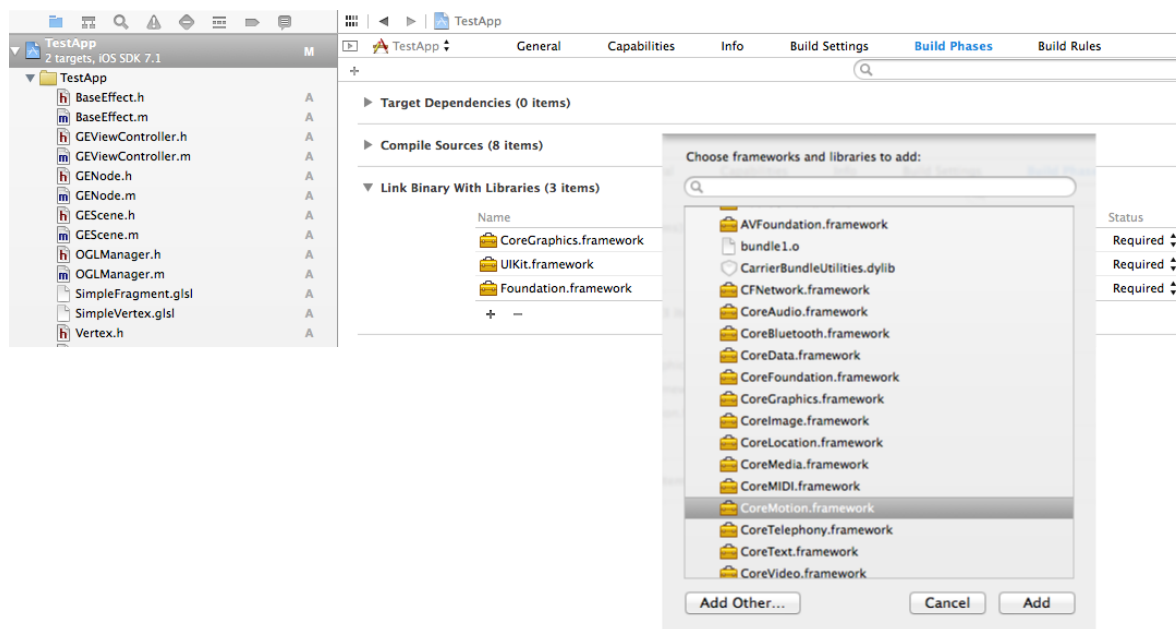 TestApp
TestApp
M
2 targets, iOS SDK 7.1
TestApp
General
Capabilities
Info
Build Settings
Build Phases
Build Rules
TestApp
BaseEffect.h
A
BaseEffect.m
A
GEViewController.h
A
GEViewController.m
A
GENode.h
A
GENode.m
A
GEScene.h
A
GEScene.m
A
OGLManager.h
A
OGLManager.m
A
SimpleFragment.glsl
A
SimpleVertex.glsl
A
Vertex.h
A
Target Dependencies (0 items)
Compile Sources (8 items)
Link Binary With Libraries (3 items)
Name
Status
CoreGraphics.framework
Required
UIKit.framework
Required
Foundation.framework
Required
Choose frameworks and libraries to add:
AVFoundation.framework
bundle1.o
CarrierBundleUtilities.dylib
CFNetwork.framework
CoreAudio.framework
CoreBluetooth.framework
CoreData.framework
CoreFoundation.framework
CoreGraphics.framework
CoreImage.framework
CoreLocation.framework
CoreMedia.framework
CoreMIDI.framework
CoreMotion.framework
CoreTelephony.framework
CoreText.framework
CoreVideo.framework
Add Other...
Cancel
Add